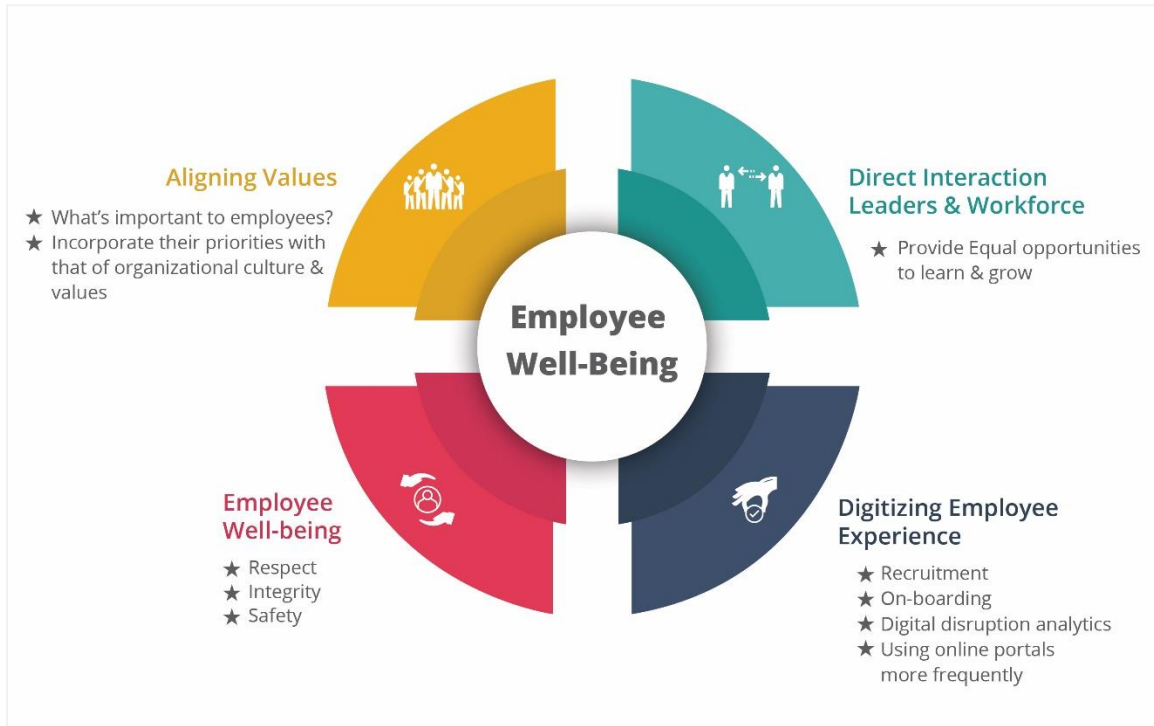 Aligning Values
★ What's important to employees?
★ Incorporate their priorities with
that of organizational culture &
values
Direct Interaction
Leaders & Workforce
★ Provide Equal opportunities
to learn & grow
Employee
Well-Being
Employee
Well-being
★ Respect
★ Integrity
★ Safety
Digitizing Employee
Experience
★ Recruitment
★ On-boarding
★ Digital disruption analytics
★ Using online portals
more frequently